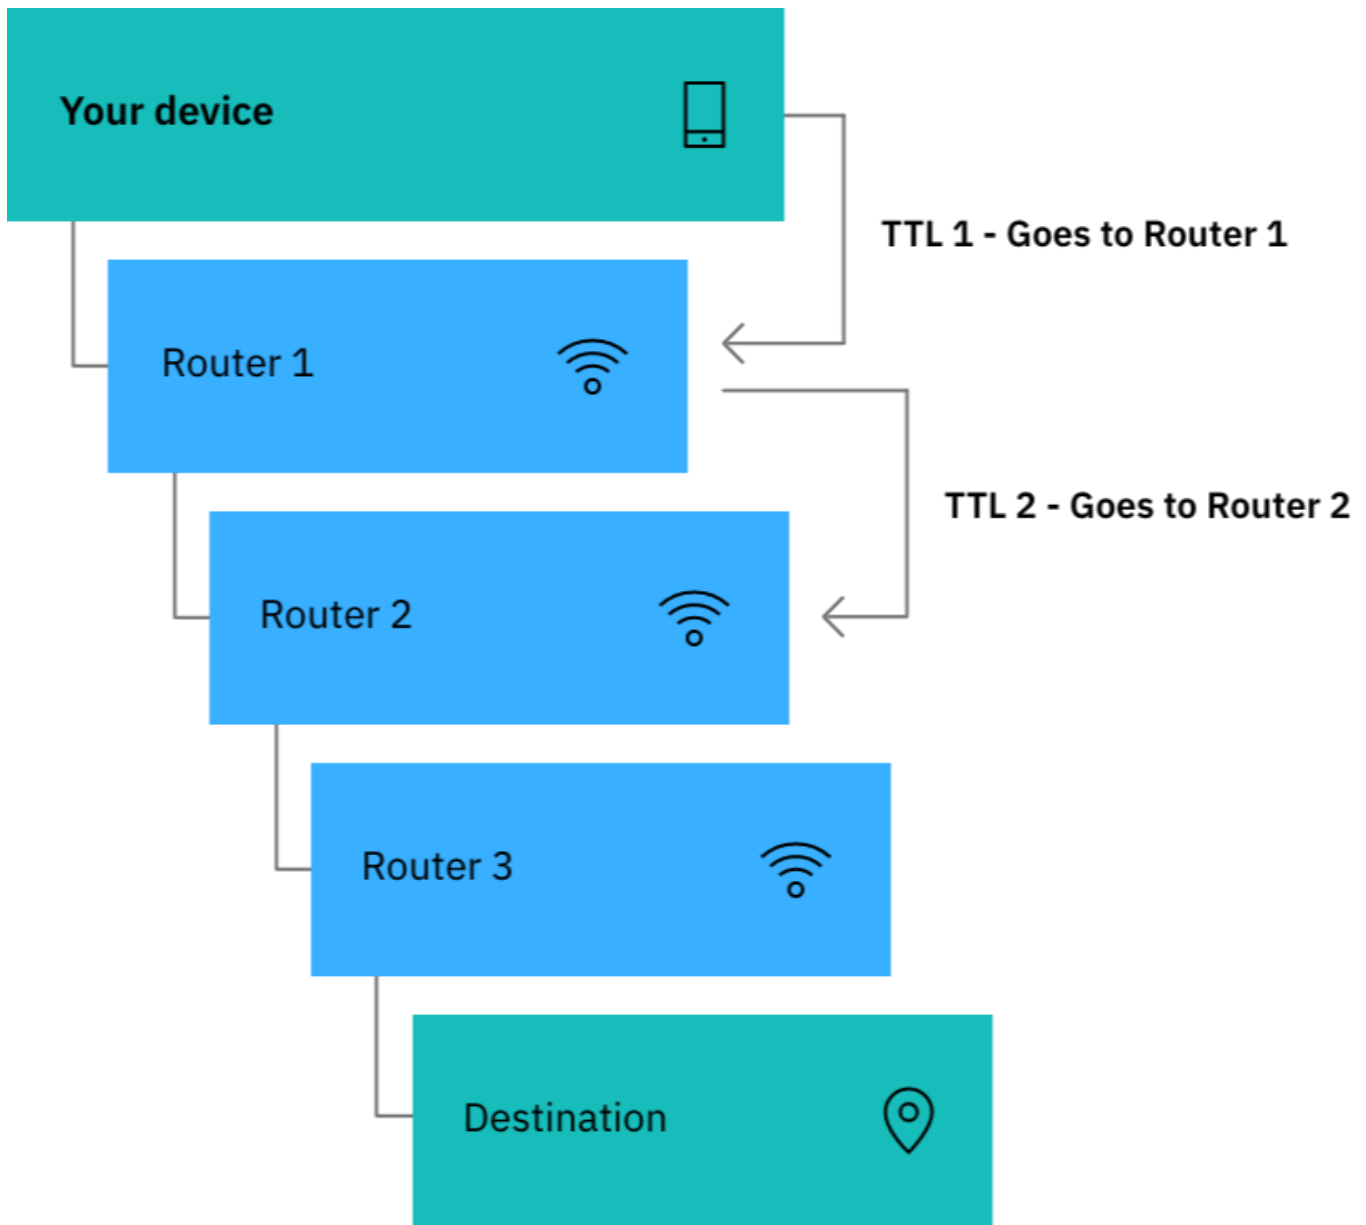 Your device
TTL 1 - Goes to Router 1
Router 1
TTL 2 - Goes to Router 2
Router 2
Router 3
Destination